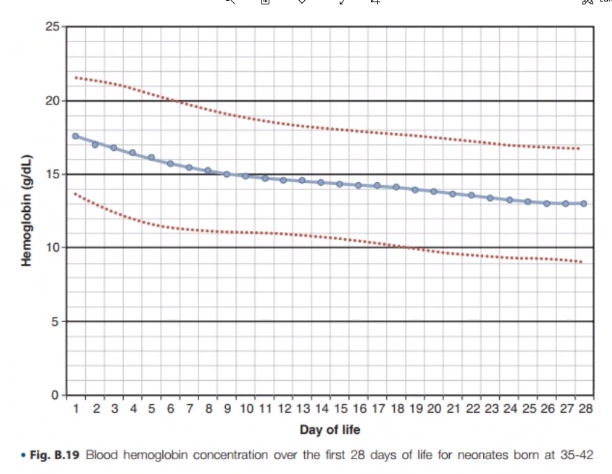 25
20
15
10
5
0
Hemoglobin (g/dL)
1 2 3 4 5 6 7 8 9 10 11 12 13 14 15 16 17 18 19 20 21 22 23 24 25 26 27 28
Day of life
• Fig. B.19 Blood hemoglobin concentration over the first 28 days of life for neonates born at 35-42